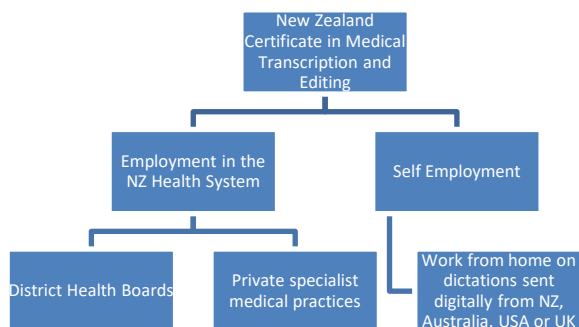 New Zealand
Certificate in Medical
Transcription and
Editing
Employment in the
NZ Health System
Self Employment
District Health Boards
Private specialist
medical practices
Work from home on
dictations sent
digitally from NZ,
Australia, USA or UK